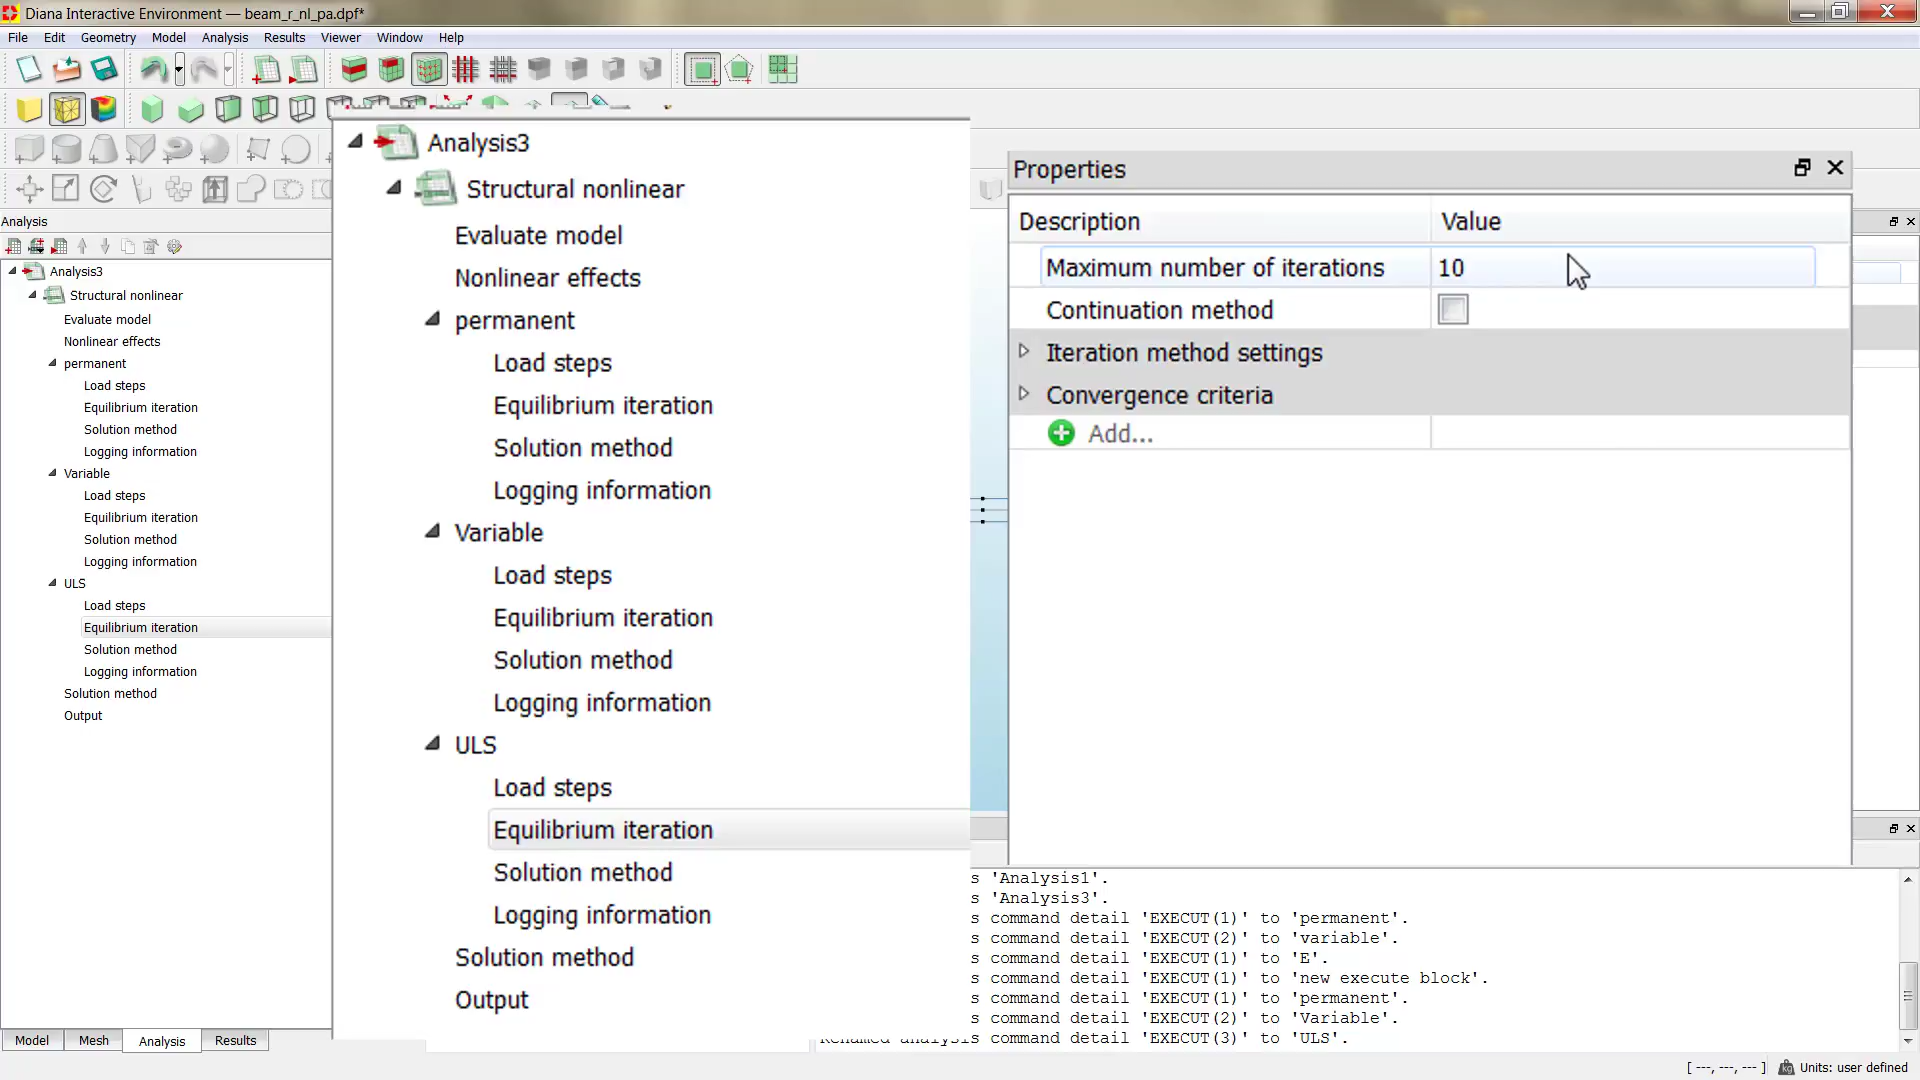 Diana Interactive Environment — beam_r_nl_pa.dpf*
File Edit Geometry Model Analysis Results Viewer Window Help
Analysis
Analysis3
Structural nonlinear
Evaluate model
Nonlinear effects
permanent
Load steps
Equilibrium iteration
Solution method
Logging information
Variable
Load steps
Equilibrium iteration
Solution method
Logging information
ULS
Load steps
Equilibrium iteration
Solution method
Logging information
Solution method
Output
Analysis3
Structural nonlinear
Evaluate model
Nonlinear effects
permanent
Load steps
Equilibrium iteration
Solution method
Logging information
Variable
Load steps
Equilibrium iteration
Solution method
Logging information
ULS
Load steps
Equilibrium iteration
Solution method
Logging information
Solution method
Output
Properties
Description Value
Maximum number of iterations 10
Continuation method
Iteration method settings
Convergence criteria
Add...
s 'Analysis1'.
s 'Analysis3'.
s command detail 'EXECUT(1)' to 'permanent'.
s command detail 'EXECUT(2)' to 'variable'.
s command detail 'EXECUT(1)' to 'E'.
s command detail 'EXECUT(1)' to 'new execute block'.
s command detail 'EXECUT(1)' to 'permanent'.
s command detail 'EXECUT(2)' to 'Variable'.
Renamed analysis command detail 'EXECUT(3)' to 'ULS'.
Model Mesh Analysis Results
[ ---, ---, --- ] kg Units: user defined